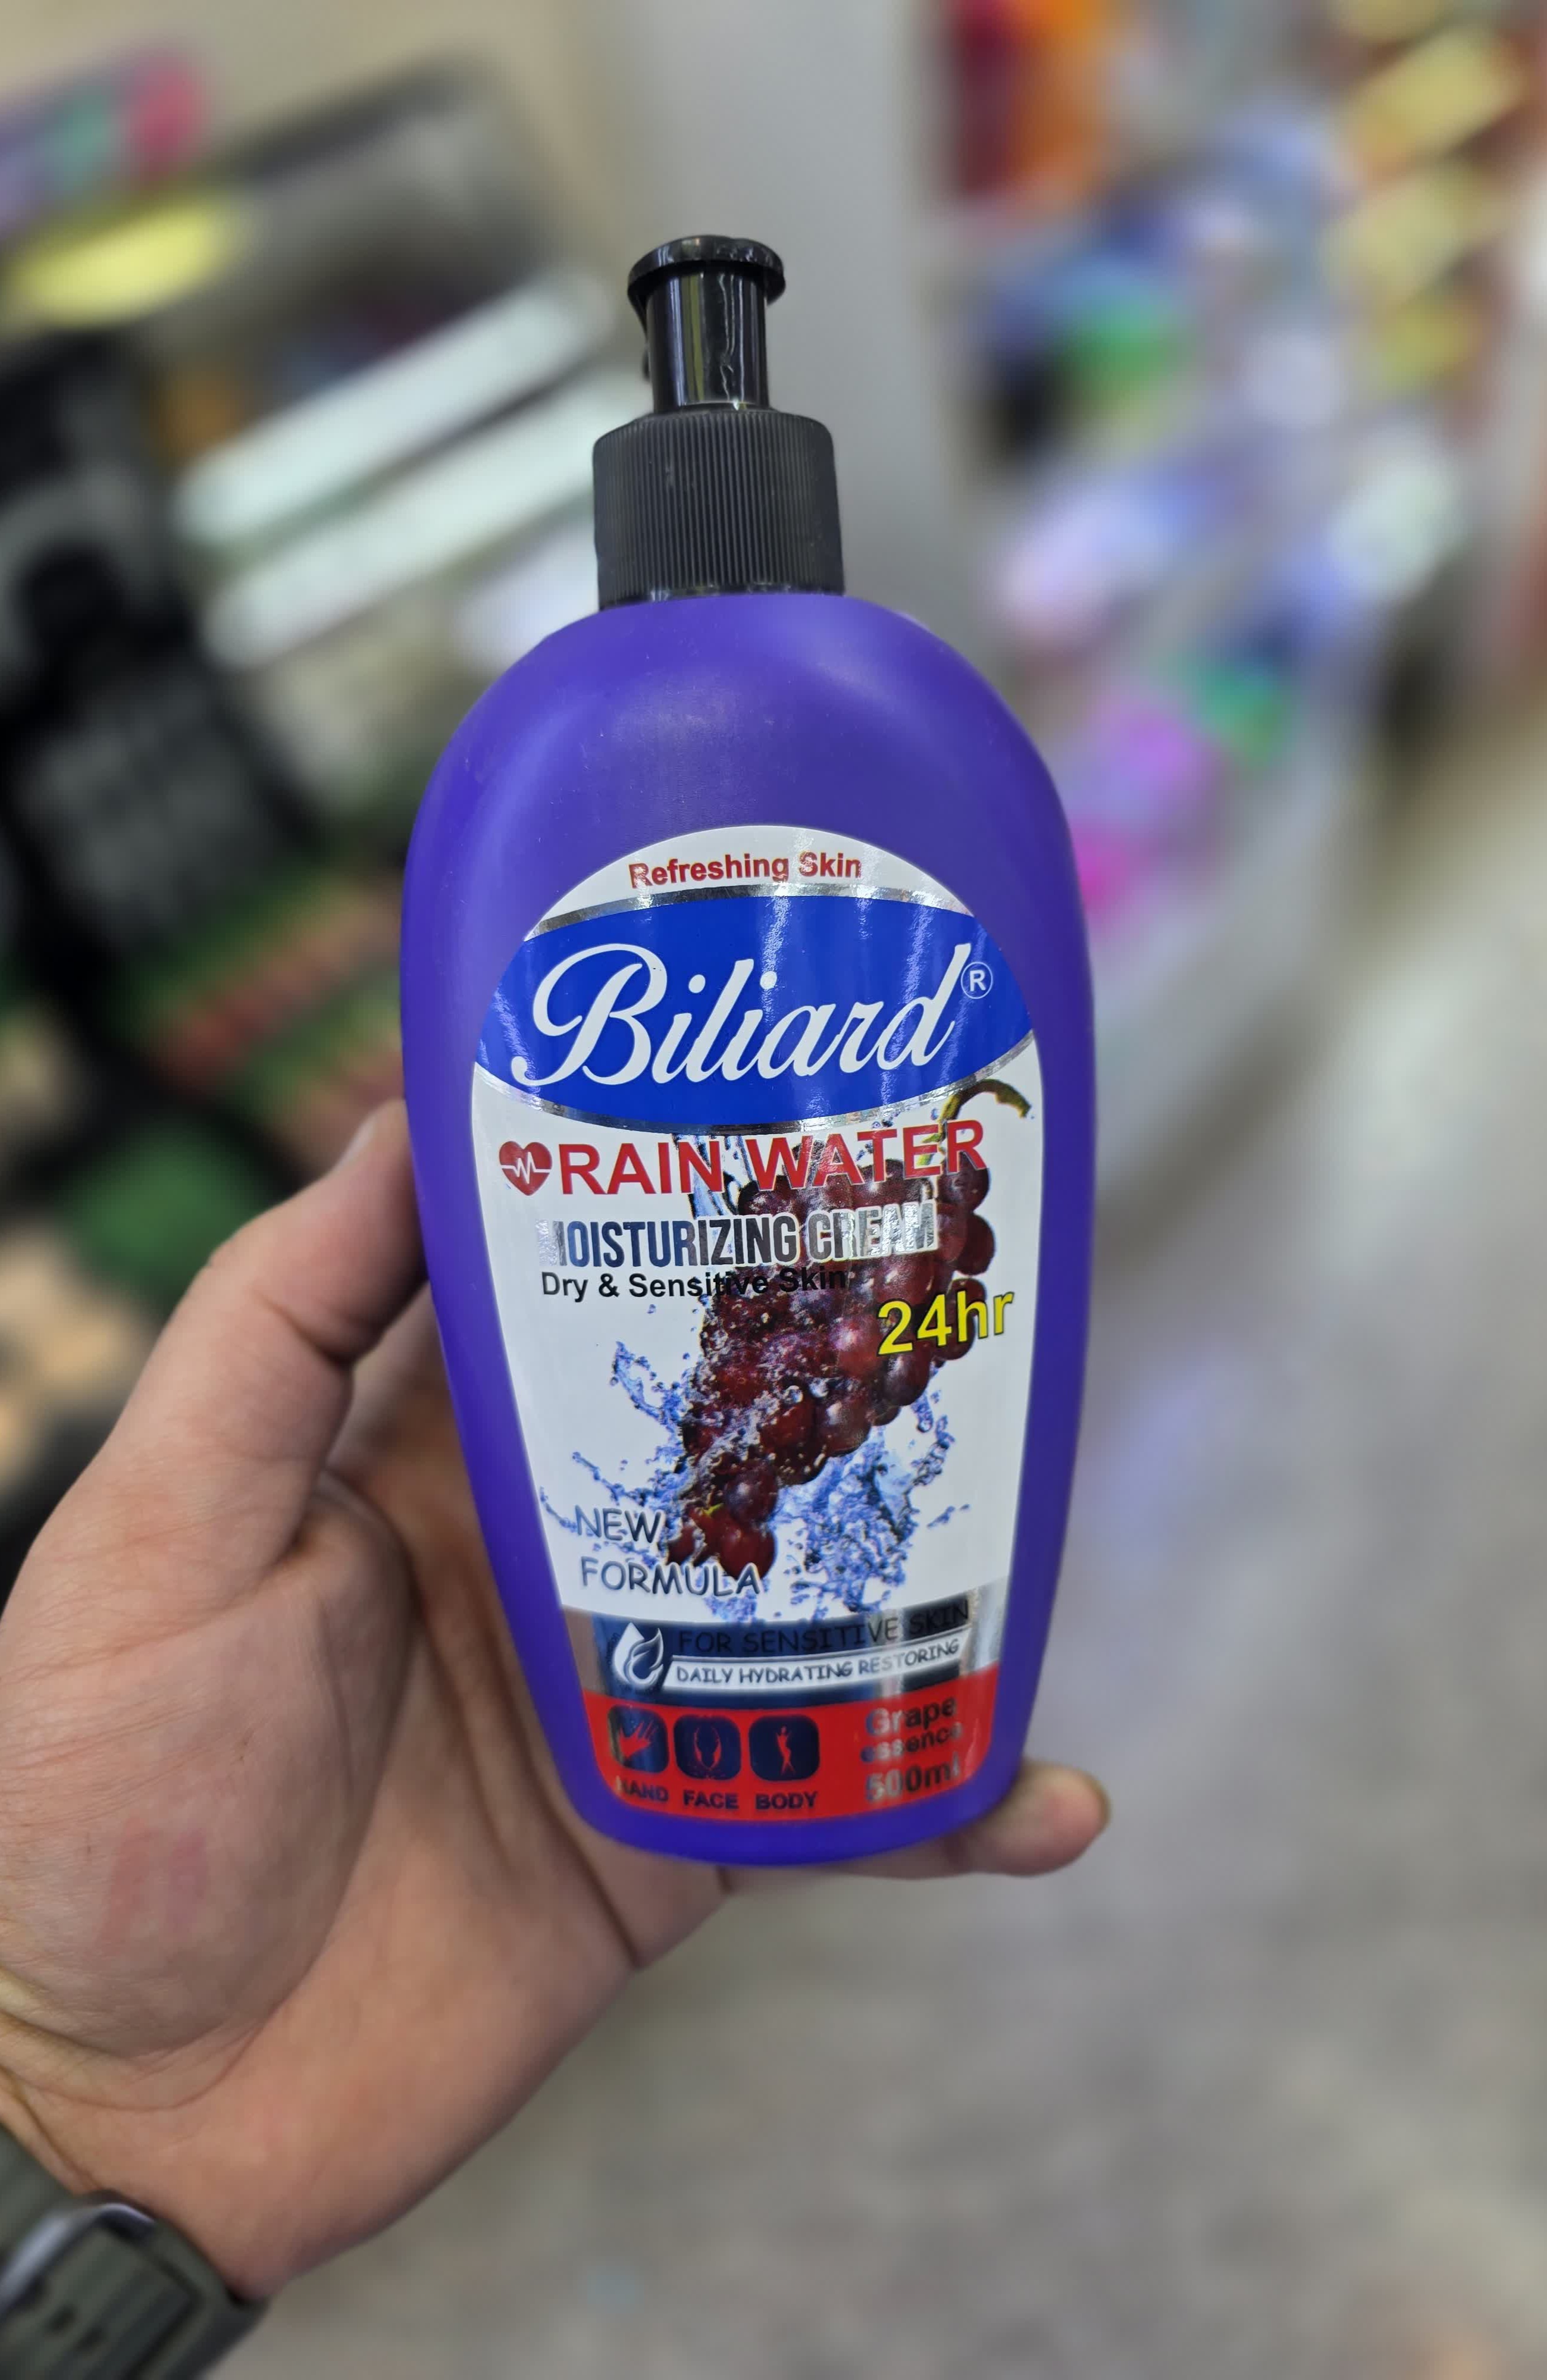 Refreshing Skin
Biliard®
RAIN WATER
MOISTURIZING CREAM
Dry & Sensitive Skin
24hr
NEW
FORMULA
FOR SENSITIVE SKIN
DAILY HYDRATING RESTORING
HAND FACE BODY
Grape
essence
500ml